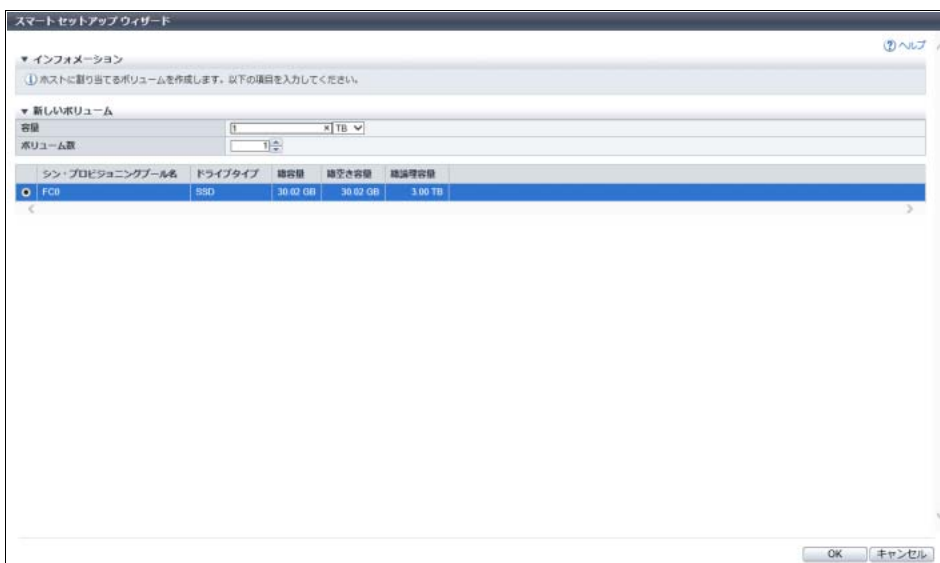 スマート セットアップ ウィザード
ヘルプ
インフォメーション
ホストに割り当てるボリュームを作成します。以下の項目を入力してください。
新しいボリューム
容量 1 TB
ボリューム数 1
シン・プロビジョニングプール名 ドライブタイプ 総容量 総空き容量 総論理容量
FC0 SSD 30.02 GB 30.02 GB 3.00 TB
OK キャンセル